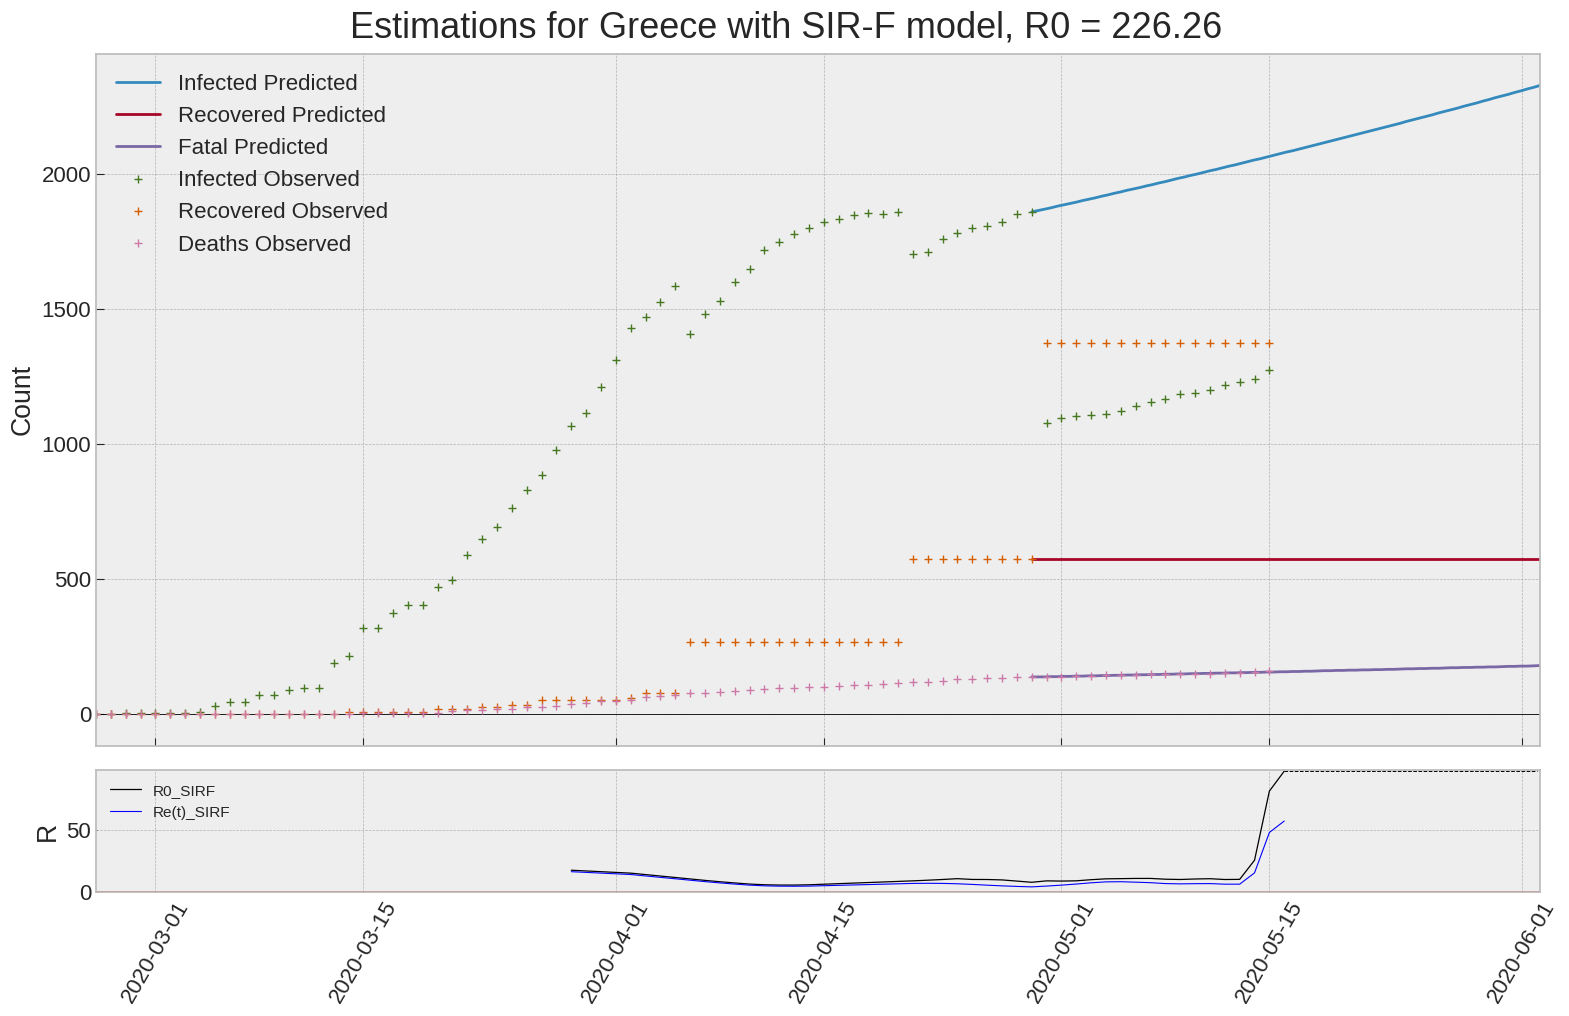 Estimations for Greece with SIR-F model, R0 = 226.26
Infected Predicted
Recovered Predicted
Fatal Predicted
Infected Observed
Recovered Observed
Deaths Observed
2000
1500
1000
500
0
Count
R0_SIRF
Re(t)_SIRF
50
0
R
2020-03-01
2020-03-15
2020-04-01
2020-04-15
2020-05-01
2020-05-15
2020-06-01